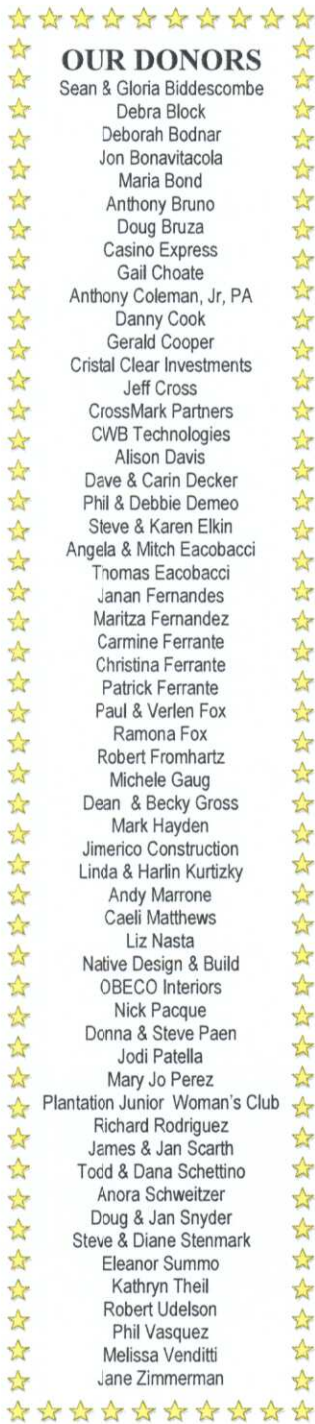 OUR DONORS
Sean & Gloria Biddescombe
Debra Block
Deborah Bodnar
Jon Bonavitacola
Maria Bond
Anthony Bruno
Doug Bruza
Casino Express
Gail Choate
Anthony Coleman, Jr, PA
Danny Cook
Gerald Cooper
Cristal Clear Investments
Jeff Cross
CrossMark Partners
CWB Technologies
Alison Davis
Dave & Carin Decker
Phil & Debbie Demeo
Steve & Karen Elkin
Angela & Mitch Eacobacci
Thomas Eacobacci
Janan Fernandes
Maritza Fernandez
Carmine Ferrante
Christina Ferrante
Patrick Ferrante
Paul & Verlen Fox
Ramona Fox
Robert Fromhartz
Michele Gaug
Dean & Becky Gross
Mark Hayden
Jimerico Construction
Linda & Harlin Kurtizky
Andy Marrone
Caeli Matthews
Liz Nasta
Native Design & Build
OBECO Interiors
Nick Pacque
Donna & Steve Paen
Jodi Patella
Mary Jo Perez
Plantation Junior Woman's Club
Richard Rodriguez
James & Jan Scarth
Todd & Dana Schettino
Anora Schweitzer
Doug & Jan Snyder
Steve & Diane Stenmark
Eleanor Summo
Kathryn Theil
Robert Udelson
Phil Vasquez
Melissa Venditti
Jane Zimmerman